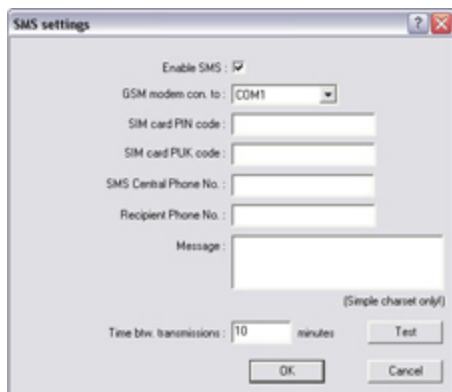 SMS settings
Enable SMS :
GSM modem con. to : COM1
SIM card PIN code :
SIM card PUK code :
SMS Central Phone No. :
Recipient Phone No. :
Message :
(Simple charset only!)
Time btw. transmissions : 10 minutes Test
OK Cancel